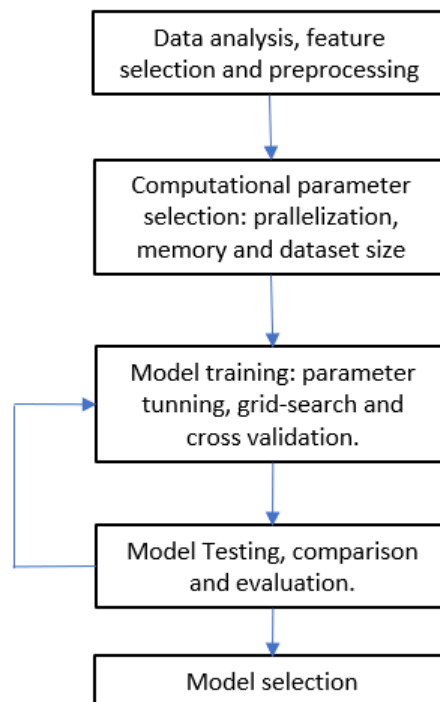 Data analysis, feature
selection and preprocessing
Computational parameter
selection: prallelization,
memory and dataset size
Model training: parameter
tunning, grid-search and
cross validation.
Model Testing, comparison
and evaluation.
Model selection